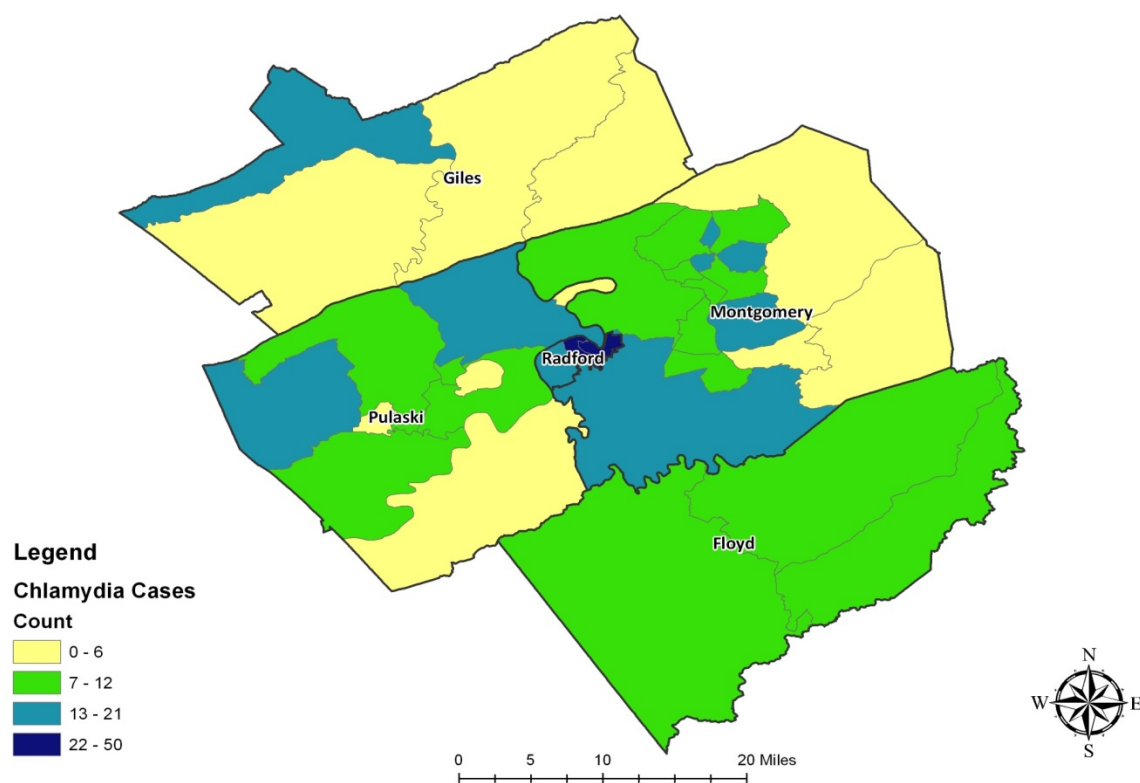 Giles
Montgomery
Radford
Pulaski
Floyd
Legend
Chlamydia Cases
Count
0 - 6
7 - 12
13 - 21
22 - 50
0 5 10 20 Miles
N
W E
S